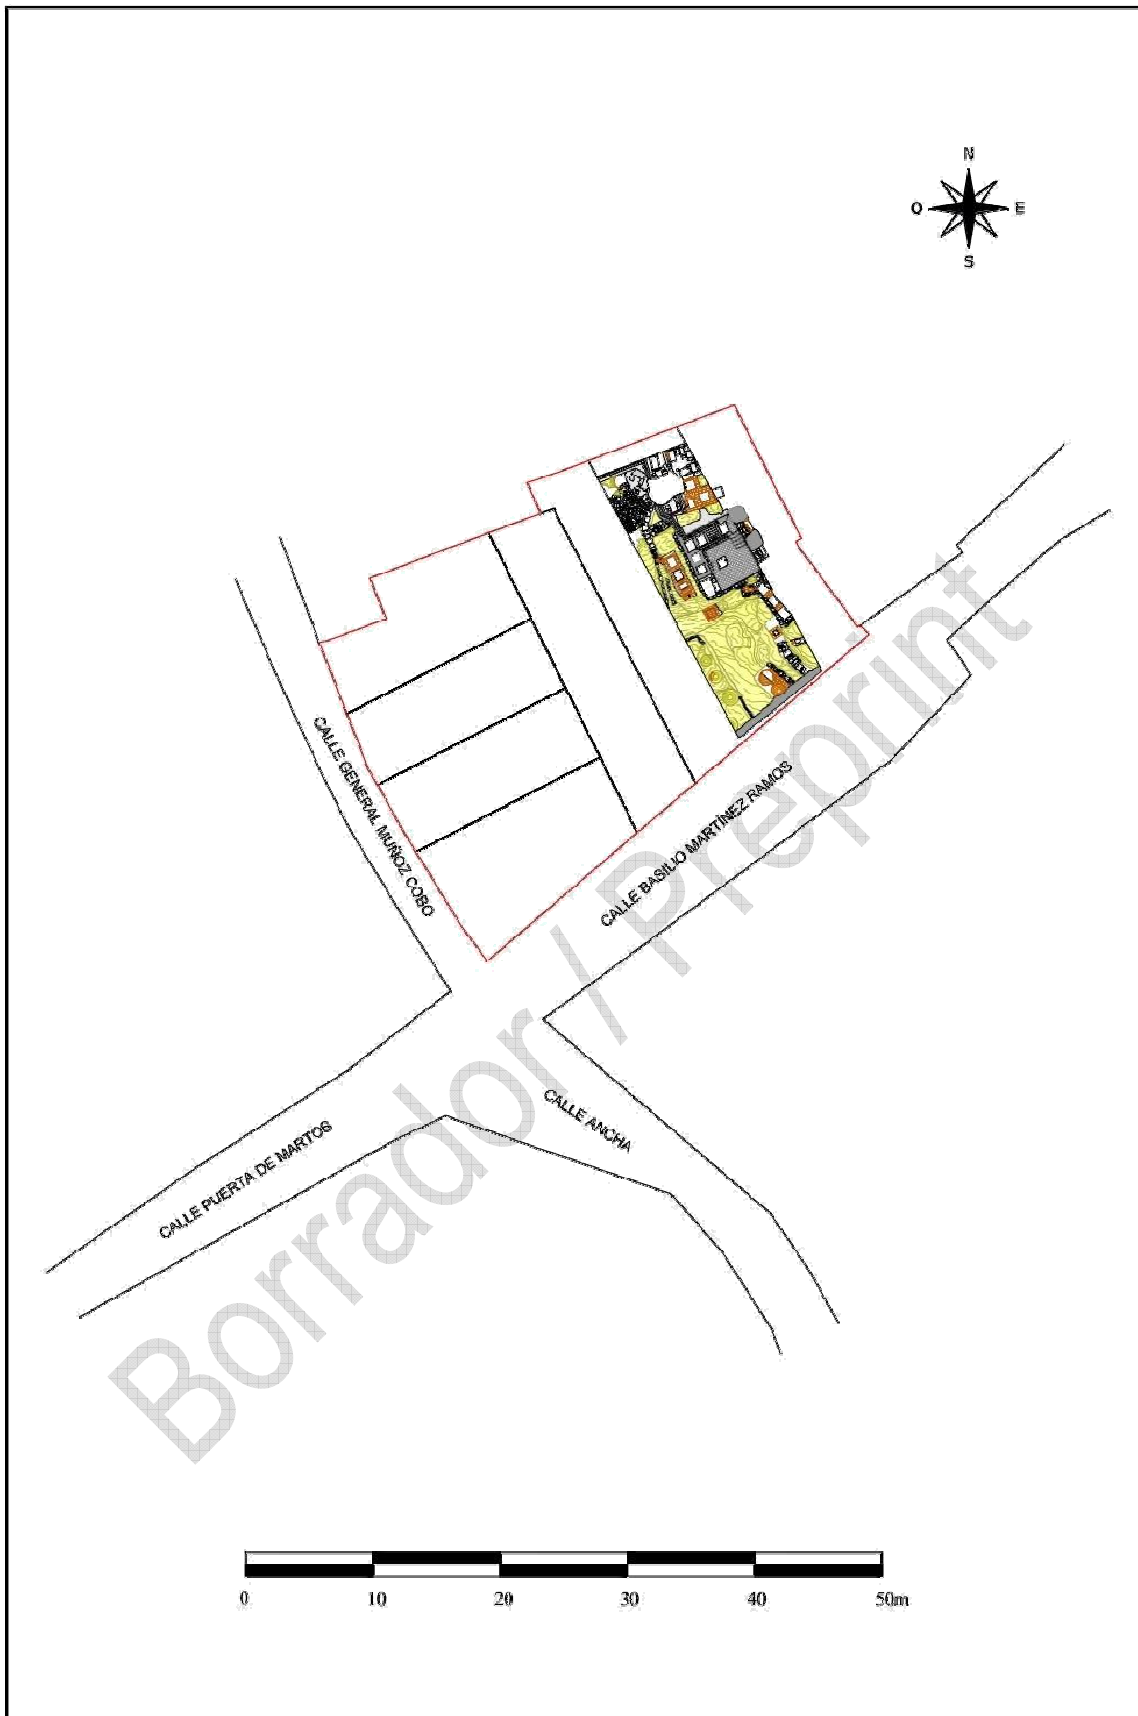 N
O E
S
CALLE GENERAL MUÑOZ COBO
CALLE BASILIO MARTÍNEZ RAMOS
CALLE ANCHA
CALLE PUERTA DE MARTOS
Borrador / Preprint
0 10 20 30 40 50m